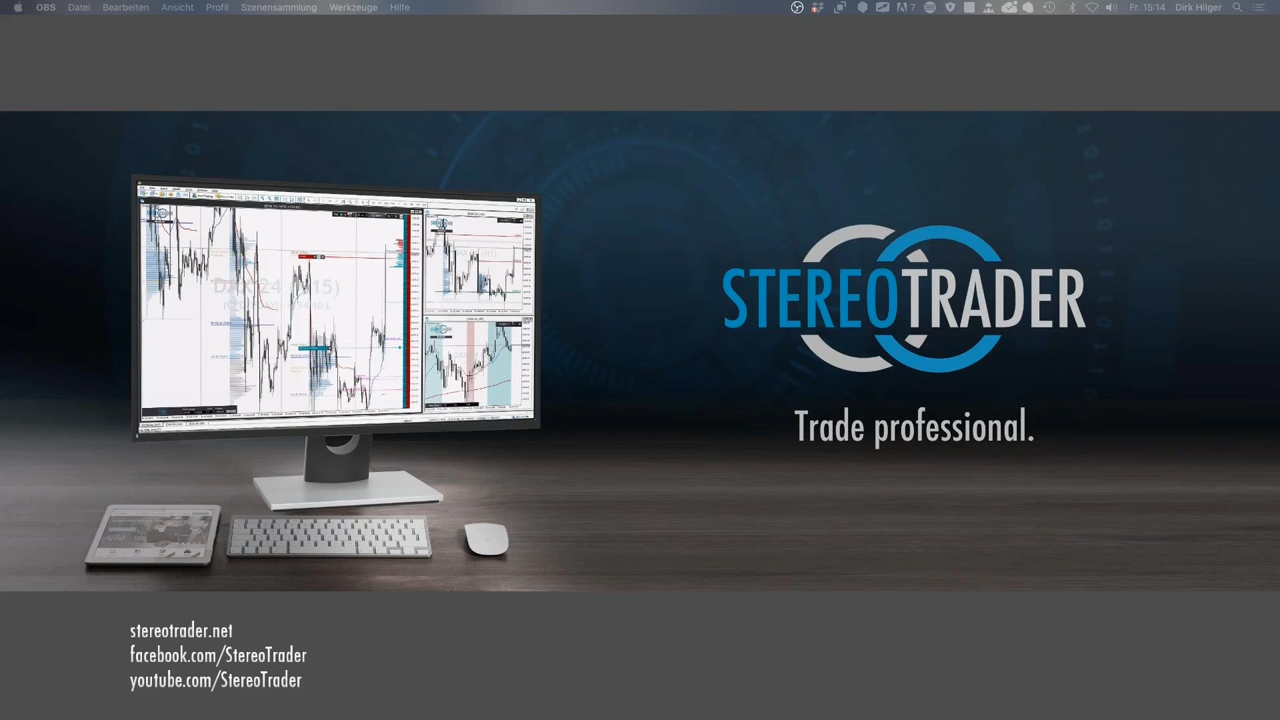 OBS Datei Bearbeiten Ansicht Profil Szenensammlung Werkzeuge Hilfe 7 Fr. 15:14 Dirk Hilger
STEREOTRADER
Trade professional.
stereotrader.net
facebook.com/StereoTrader
youtube.com/StereoTrader